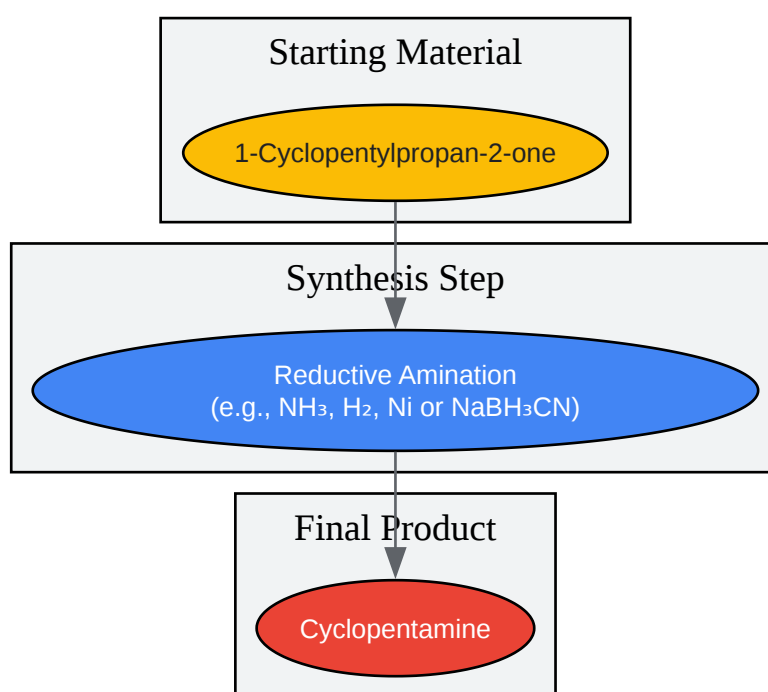 Starting Material
1-Cyclopentylpropan-2-one
Synthesis Step
Reductive Amination
(e.g., NH₃, H₂, Ni or NaBH₃CN)
Final Product
Cyclopentamine